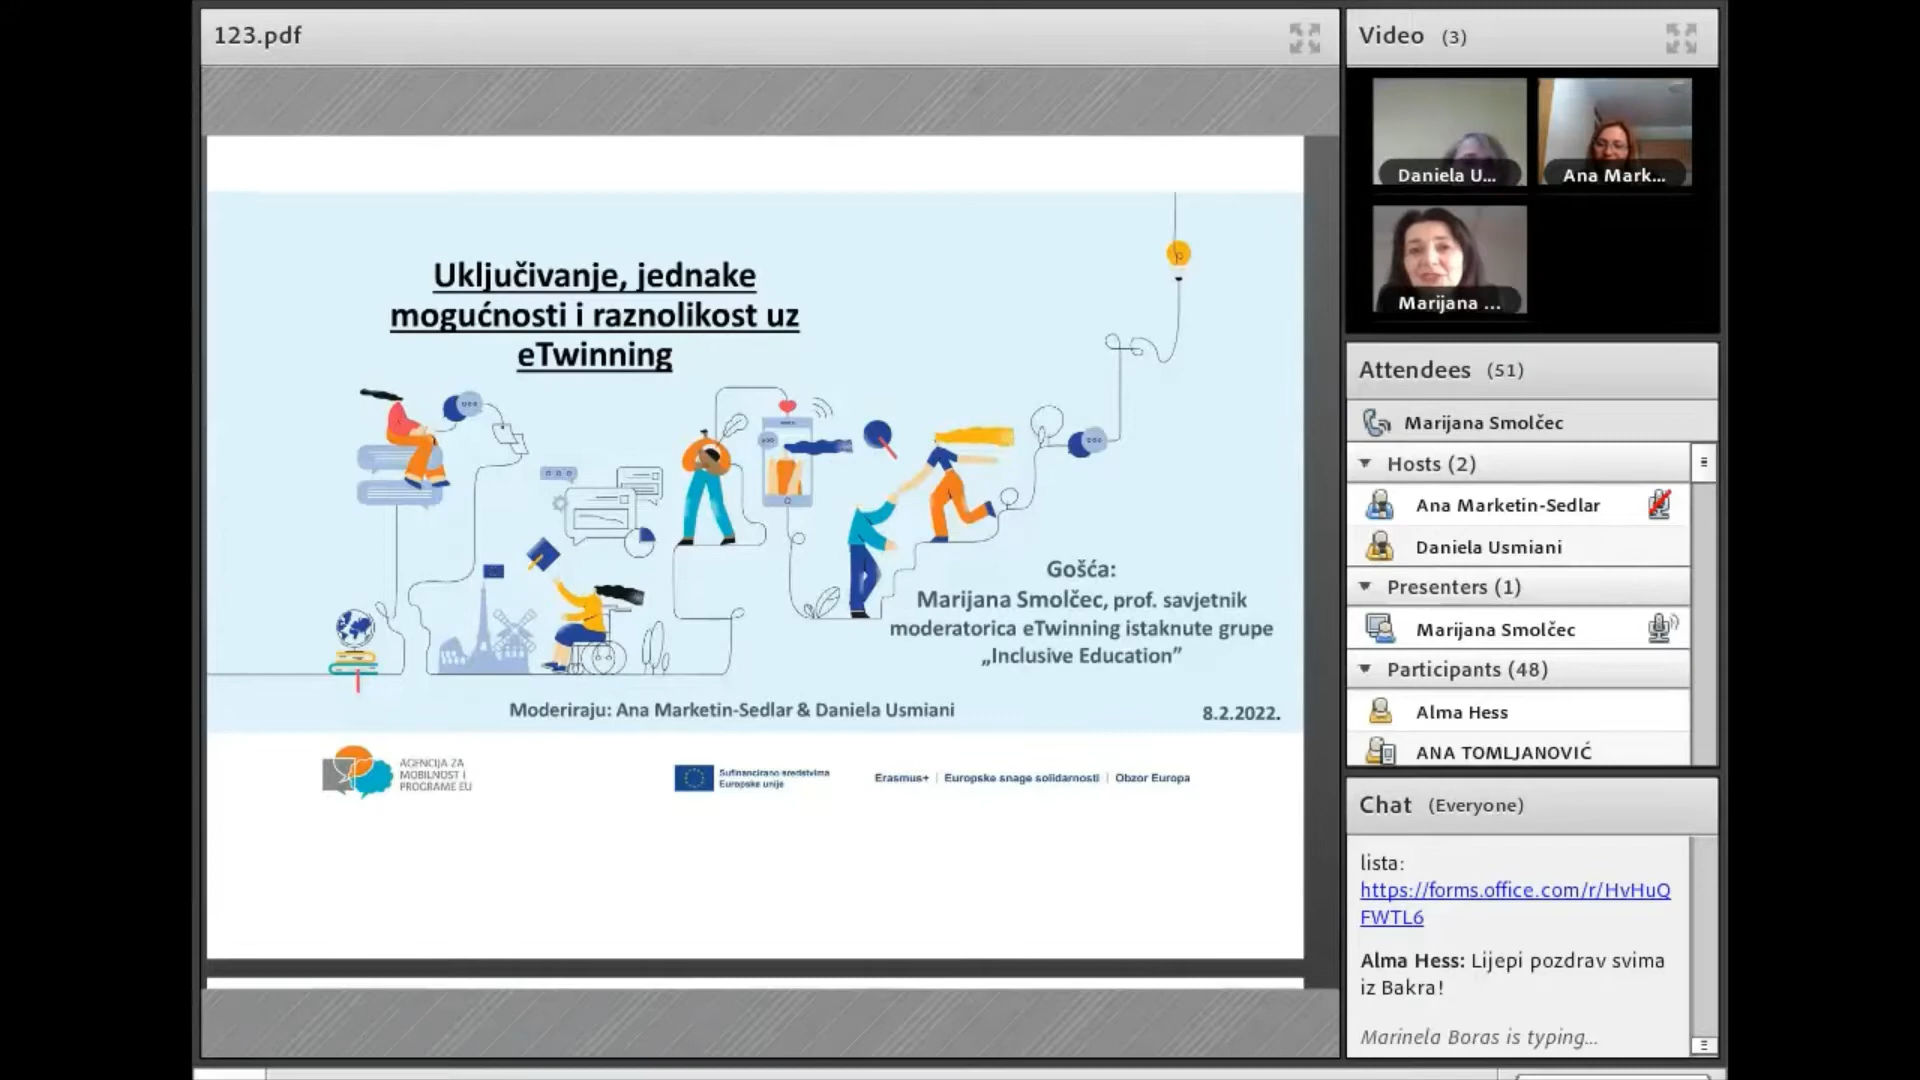 123.pdf
Uključivanje, jednake
mogućnosti i raznolikost uz
eTwinning
Gošća:
Marijana Smolčec, prof. savjetnik
moderatorica eTwinning istaknute grupe
„Inclusive Education”
Moderiraju: Ana Marketin-Sedlar & Daniela Usmiani
8.2.2022.
AGENCIJA ZA
MOBILNOST I
PROGRAME EU
Sufinancirano sredstvima
Europske unije
Erasmus+ | Europske snage solidarnosti | Obzor Europa
Video (3)
Daniela U...
Ana Mark...
Marijana ...
Attendees (51)
Marijana Smolčec
Hosts (2)
Ana Marketin-Sedlar
Daniela Usmiani
Presenters (1)
Marijana Smolčec
Participants (48)
Alma Hess
ANA TOMLJANOVIĆ
Chat (Everyone)
lista:
https://forms.office.com/r/HvHuQ
FWTL6
Alma Hess: Lijepi pozdrav svima
iz Bakra!
Marinela Boras is typing...